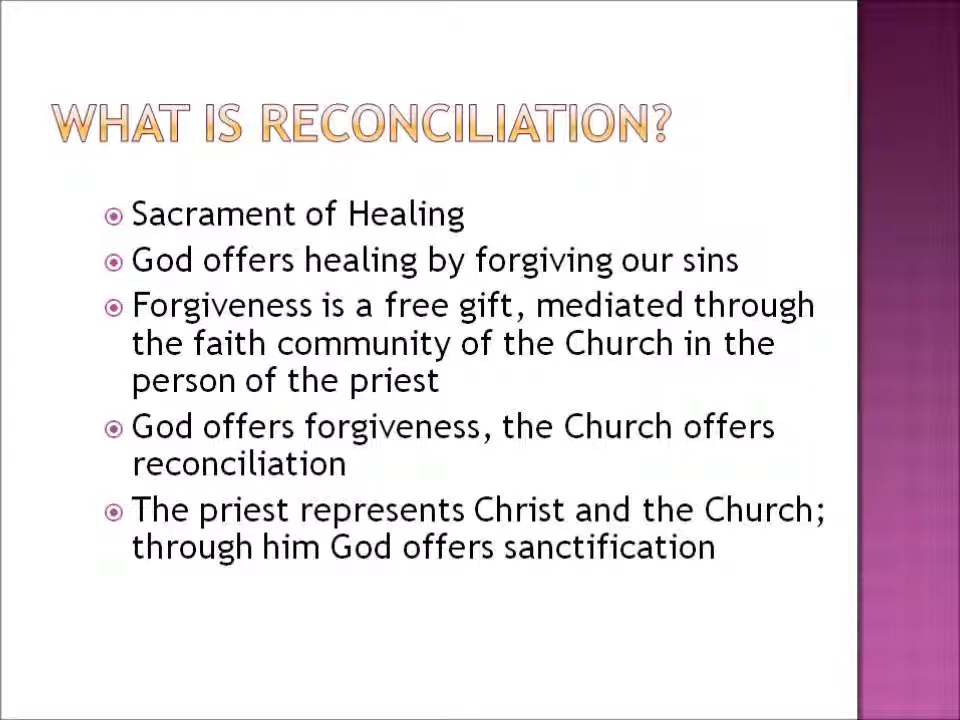 WHAT IS RECONCILIATION?
Sacrament of Healing
God offers healing by forgiving our sins
Forgiveness is a free gift, mediated through
the faith community of the Church in the
person of the priest
God offers forgiveness, the Church offers
reconciliation
The priest represents Christ and the Church;
through him God offers sanctification